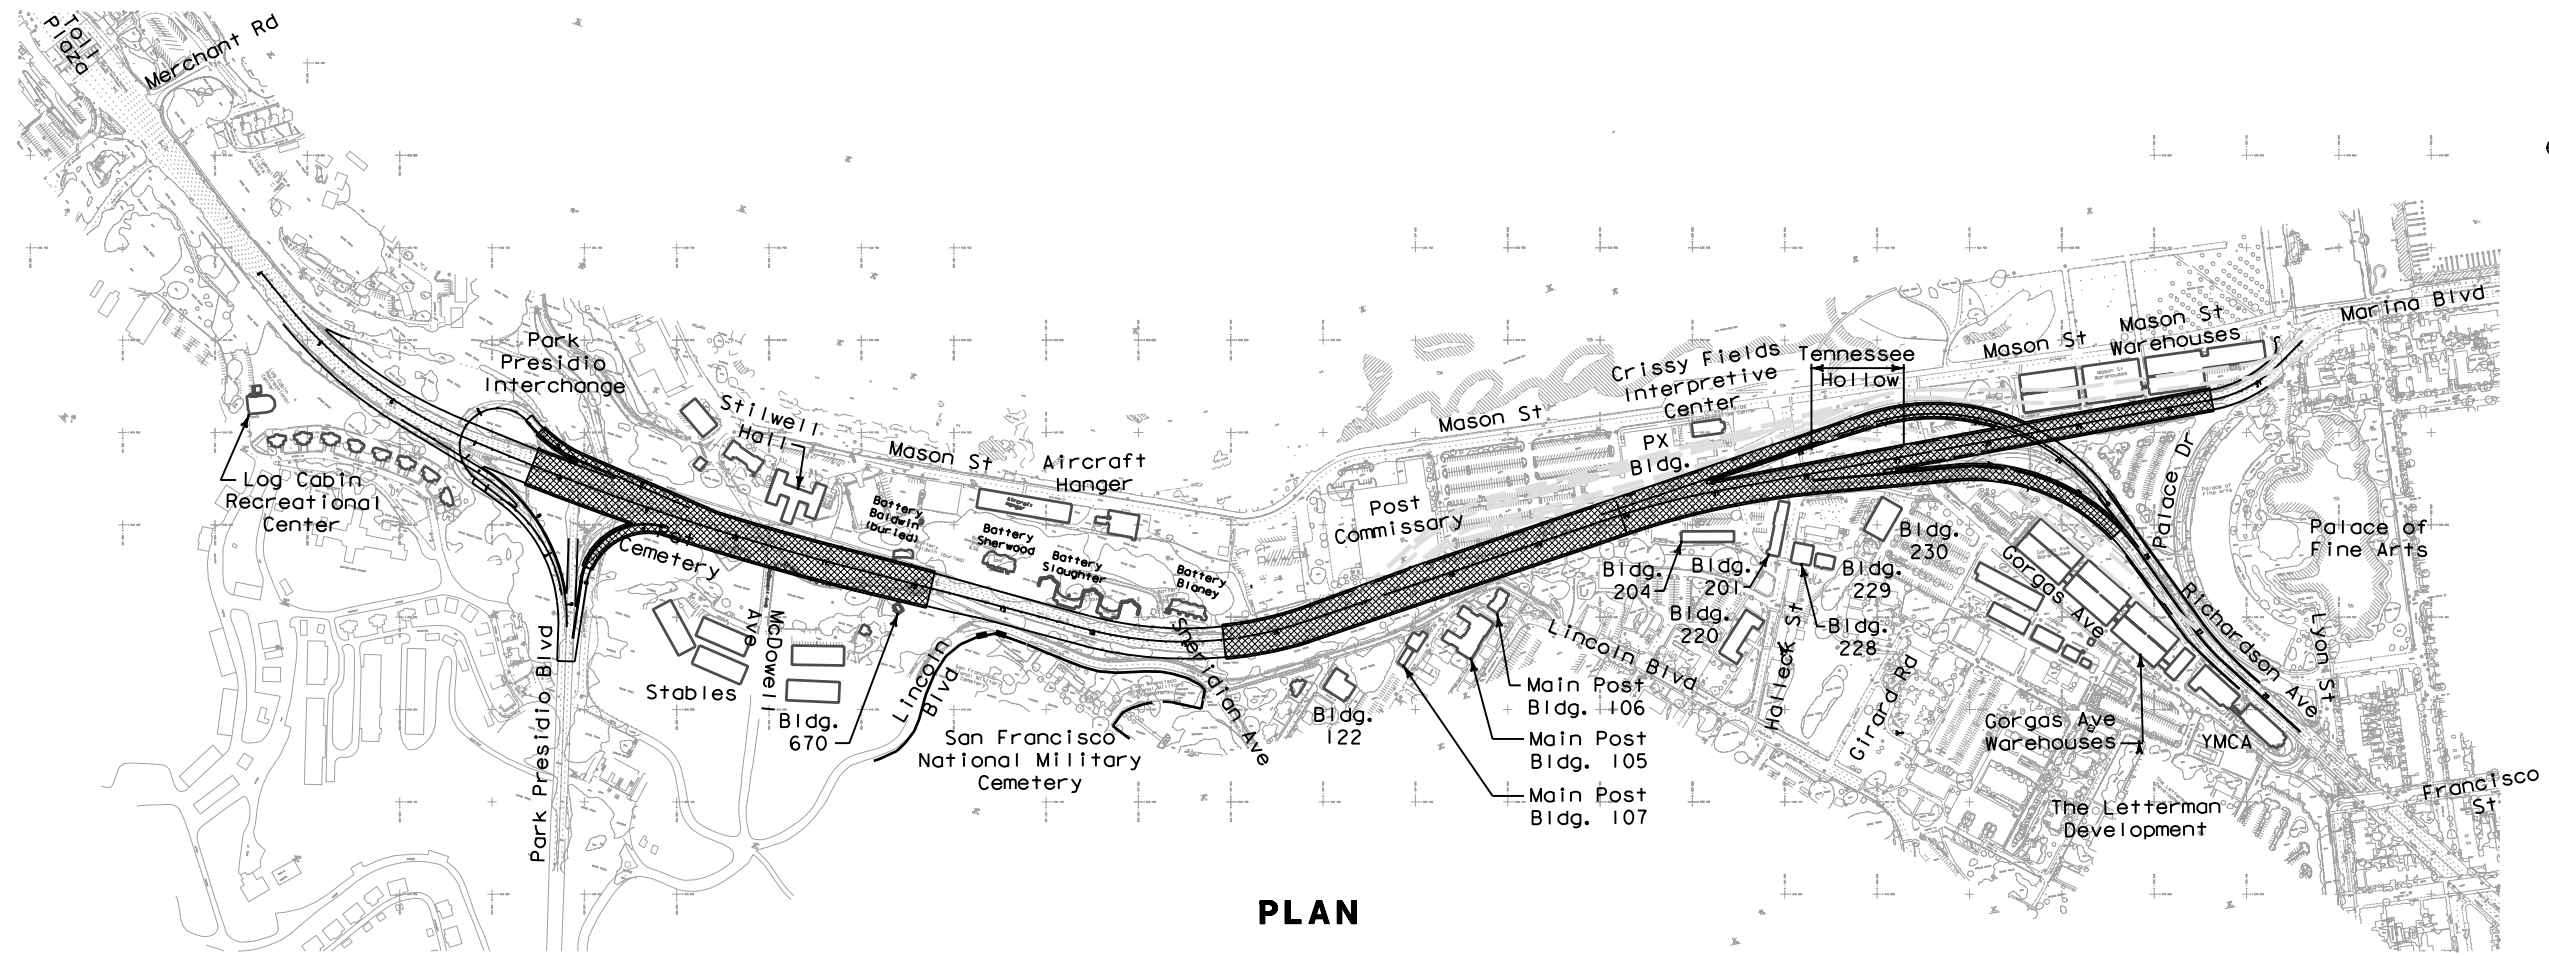 Toll
Plaza
Merchant Rd
Park
Presidio
Interchange
Log Cabin
Recreational
Center
Stilwell
Hall
Mason St
Aircraft
Hanger
Aircraft
Hanger
Battery
Baldwin
(buried)
Battery
Sherwood
Battery
Slaughter
Battery
Blaney
Pet
Cemetery
Stables
McDowell
Ave
Park Presidio Blvd
Bldg.
670
Lincoln
Blvd
San Francisco
National Military
Cemetery
Sheridian Ave
Bldg.
122
Post
Commissary
Mason St
PX
Bldg.
Crissy Fields
Interpretive
Center
Tennessee
Hollow
Mason St
Mason St
Warehouses
Mason St
Warehouses
Marina Blvd
Bldg.
204
Bldg.
201
Bldg.
220
Bldg.
230
Bldg.
229
Bldg.
228
Lincoln Blvd
Halleck St
Girard Rd
Main Post
Bldg. 106
Main Post
Bldg. 105
Main Post
Bldg. 107
Gorgas Ave
Gorgas Ave
Warehouses
YMCA
The Letterman
Development
Palace Dr
Palace of
Fine Arts
Richardson Ave
Lyon St
Francisco
St
PLAN